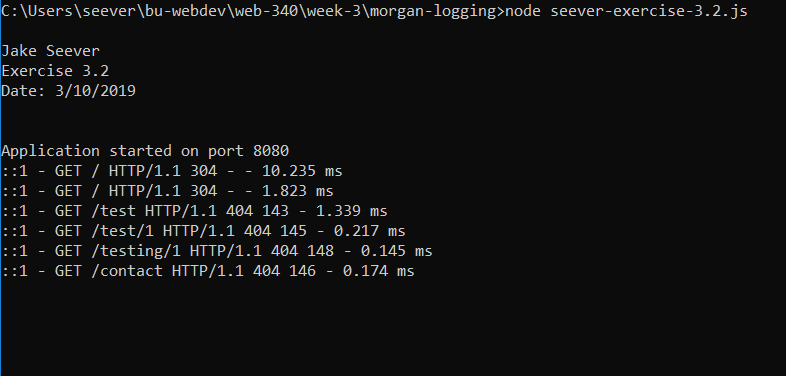 C:\Users\seever\bu-webdev\web-340\week-3\morgan-logging>node seever-exercise-3.2.js
Jake Seever
Exercise 3.2
Date: 3/10/2019
Application started on port 8080
::1 - GET / HTTP/1.1 304 - - 10.235 ms
::1 - GET / HTTP/1.1 304 - - 1.823 ms
::1 - GET /test HTTP/1.1 404 143 - 1.339 ms
::1 - GET /test/1 HTTP/1.1 404 145 - 0.217 ms
::1 - GET /testing/1 HTTP/1.1 404 148 - 0.145 ms
::1 - GET /contact HTTP/1.1 404 146 - 0.174 ms